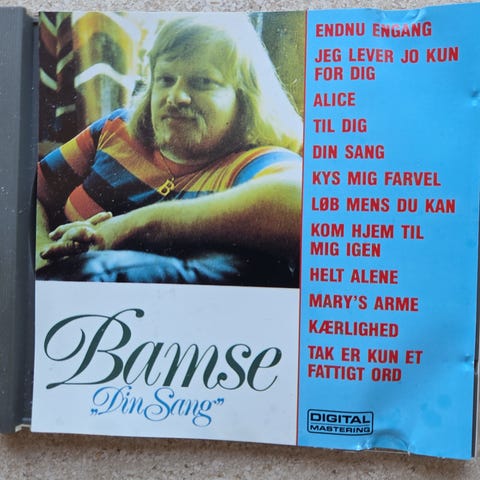 ENDNU ENGANG
JEG LEVER JO KUN
FOR DIG
ALICE
TIL DIG
DIN SANG
KYS MIG FARVEL
LØB MENS DU KAN
KOM HJEM TIL
MIG IGEN
HELT ALENE
MARY'S ARME
KÆRLIGHED
TAK ER KUN ET
FATTIGT ORD
B
Bamse
„Din Sang”
DIGITAL
MASTERING